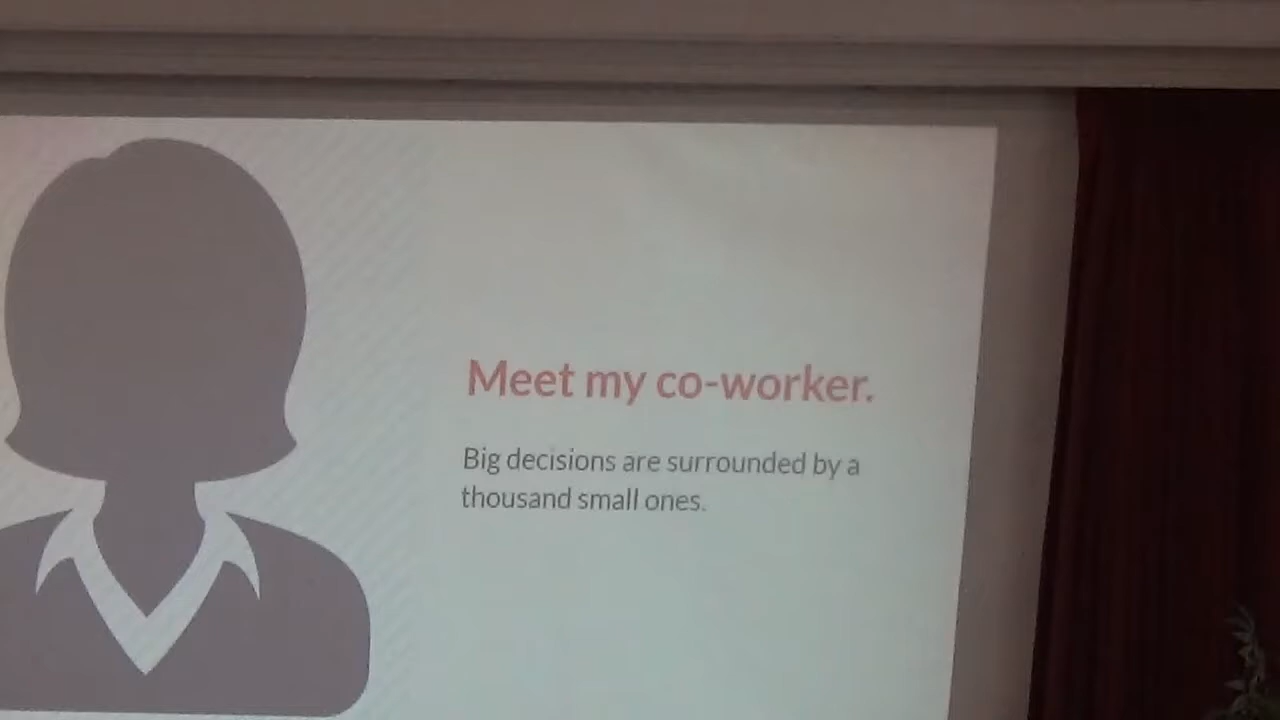 Meet my co-worker.
Big decisions are surrounded by a
thousand small ones.